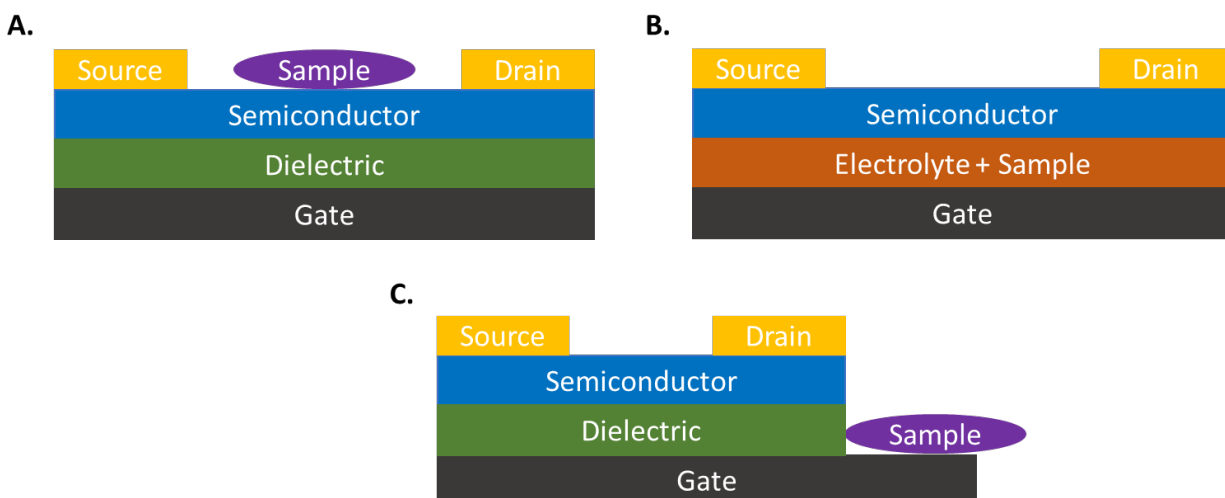 A.
Source
Sample
Drain
Semiconductor
Dielectric
Gate
B.
Source
Drain
Semiconductor
Electrolyte + Sample
Gate
C.
Source
Drain
Semiconductor
Dielectric
Sample
Gate